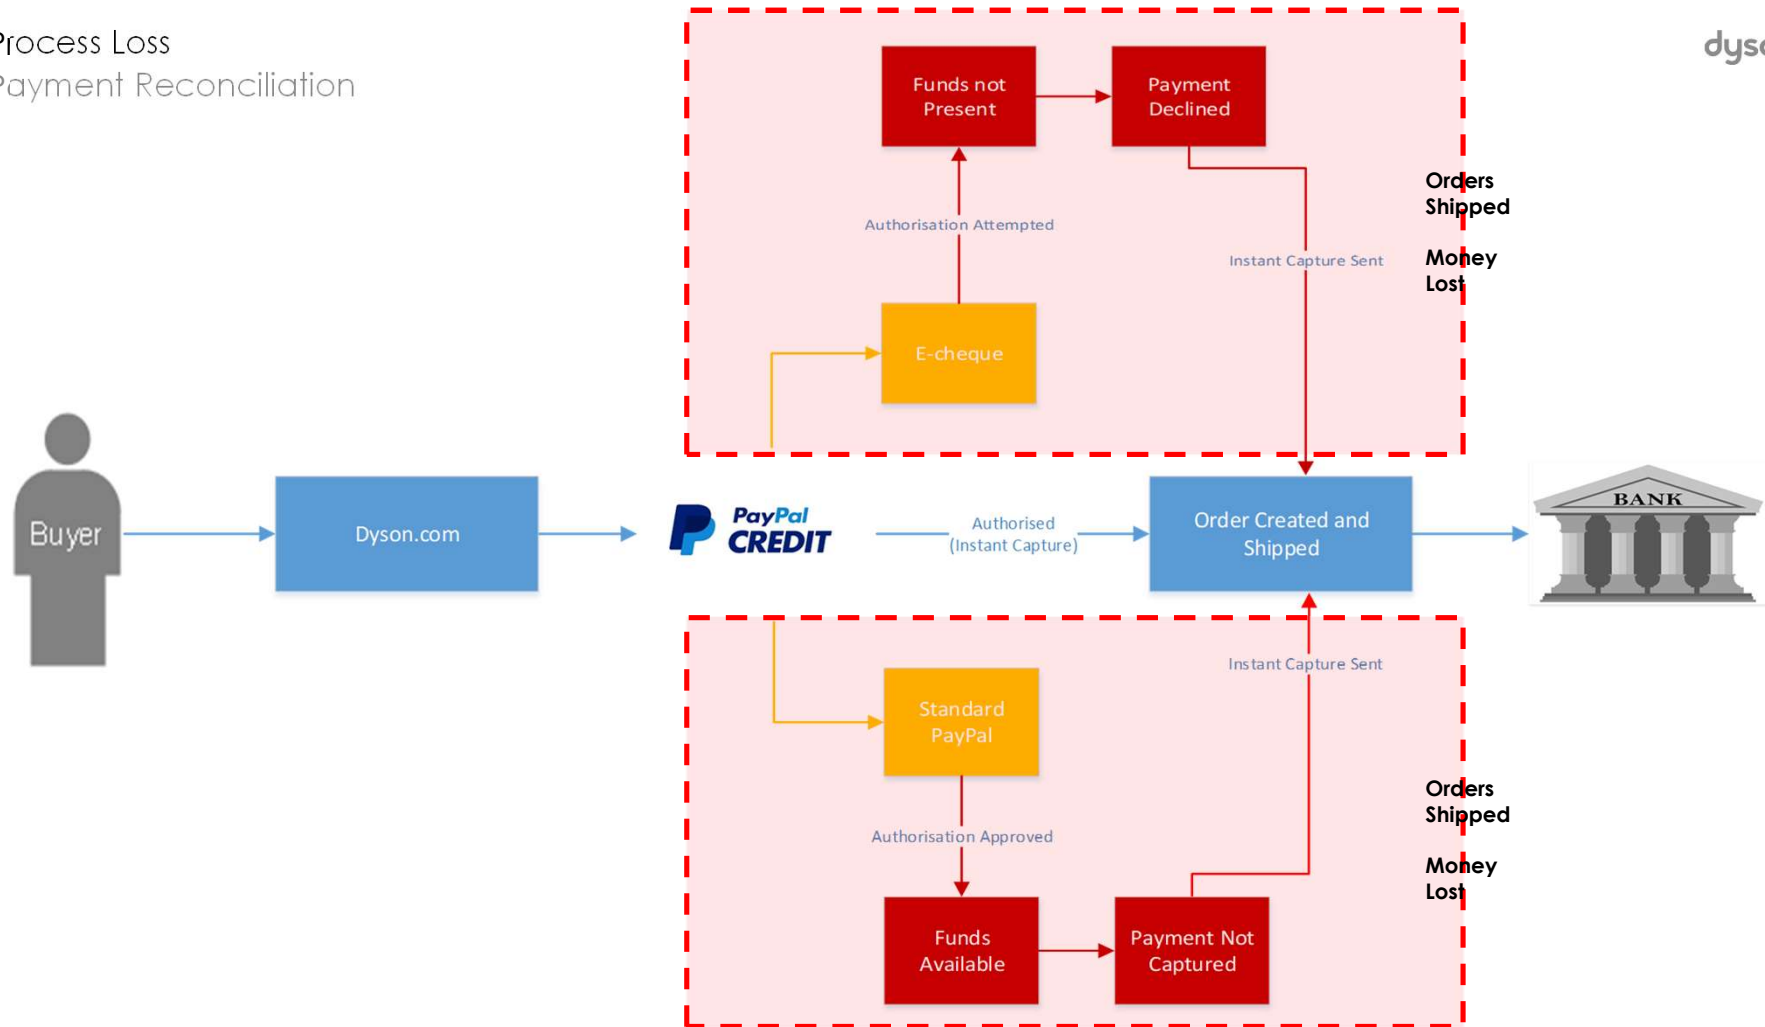 Process Loss
Payment Reconciliation
Funds not
Present
Payment
Declined
Orders
Shipped
Authorisation Attempted
Instant Capture Sent
Money
Lost
E-cheque
Buyer
Dyson.com
PayPal
CREDIT
Authorised
(Instant Capture)
Order Created and
Shipped
BANK
Instant Capture Sent
Standard
PayPal
Orders
Shipped
Authorisation Approved
Money
Lost
Funds
Available
Payment Not
Captured